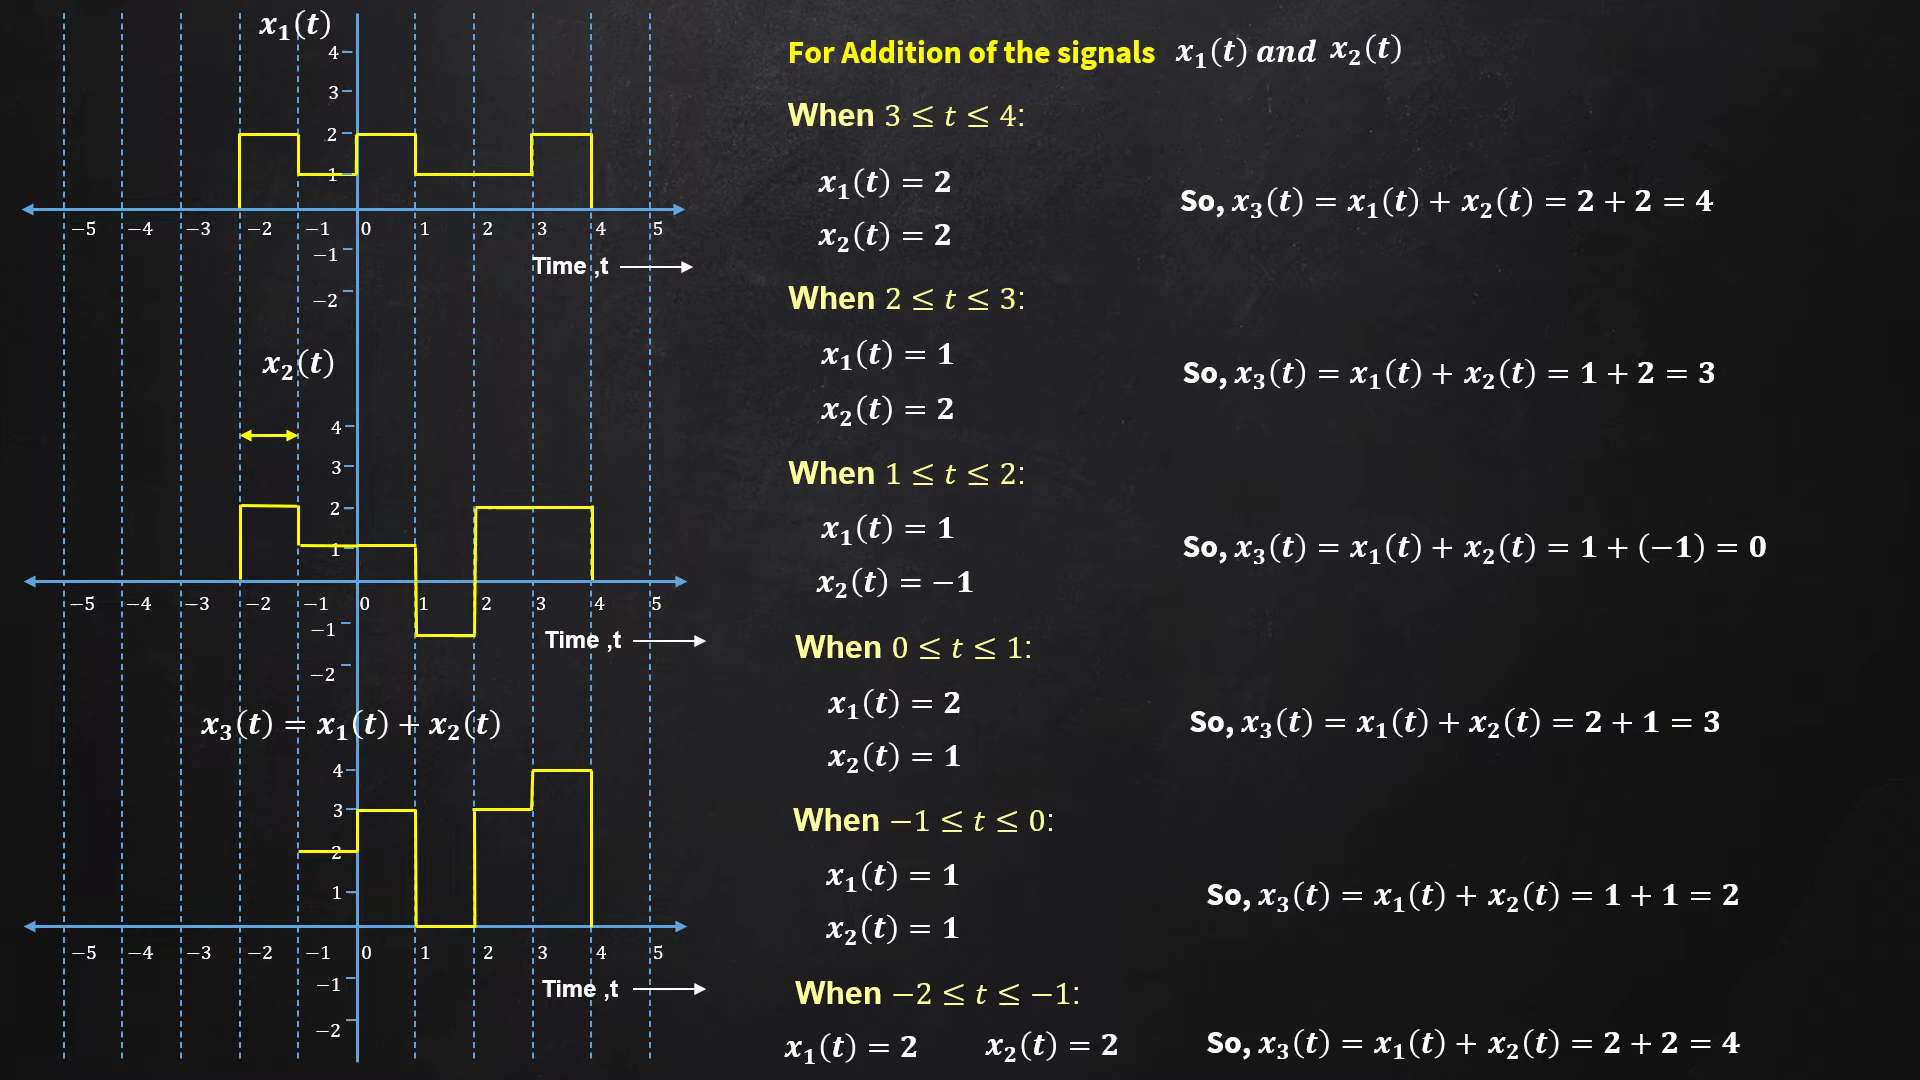 x₁(t)
4
3
2
1
−5 −4 −3 −2 −1 0 1 2 3 4 5
−1
Time ,t
−2
x₂(t)
4
3
2
1
−5 −4 −3 −2 −1 0 1 2 3 4 5
−1
Time ,t
−2
x₃(t) = x₁(t) + x₂(t)
4
3
2
1
−5 −4 −3 −2 −1 0 1 2 3 4 5
−1
Time ,t
−2
For Addition of the signals x₁(t) and x₂(t)
When 3 ≤ t ≤ 4:
x₁(t) = 2
x₂(t) = 2
So, x₃(t) = x₁(t) + x₂(t) = 2 + 2 = 4
When 2 ≤ t ≤ 3:
x₁(t) = 1
x₂(t) = 2
So, x₃(t) = x₁(t) + x₂(t) = 1 + 2 = 3
When 1 ≤ t ≤ 2:
x₁(t) = 1
x₂(t) = −1
So, x₃(t) = x₁(t) + x₂(t) = 1 + (−1) = 0
When 0 ≤ t ≤ 1:
x₁(t) = 2
x₂(t) = 1
So, x₃(t) = x₁(t) + x₂(t) = 2 + 1 = 3
When −1 ≤ t ≤ 0:
x₁(t) = 1
x₂(t) = 1
So, x₃(t) = x₁(t) + x₂(t) = 1 + 1 = 2
When −2 ≤ t ≤ −1:
x₁(t) = 2 x₂(t) = 2
So, x₃(t) = x₁(t) + x₂(t) = 2 + 2 = 4